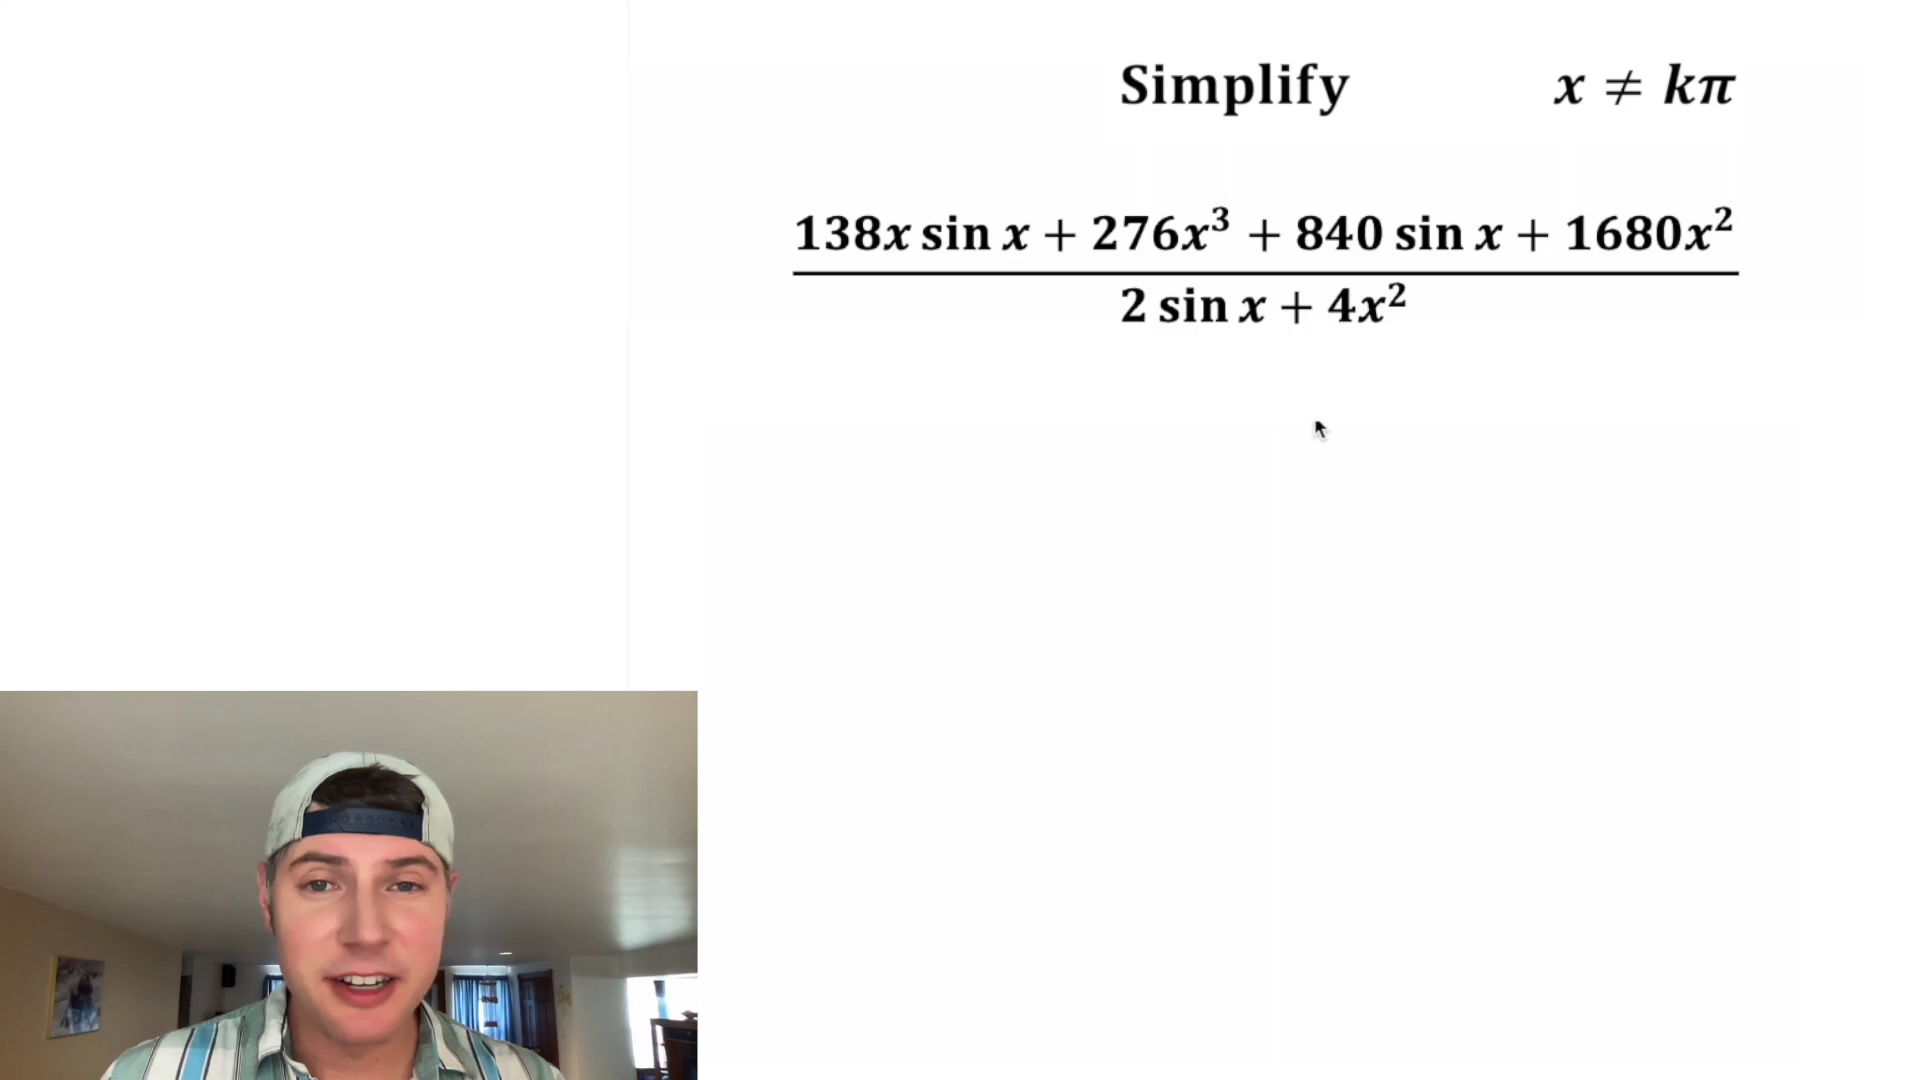 Simplify x ≠ kπ
138x sin x + 276x³ + 840 sin x + 1680x²
2 sin x + 4x²